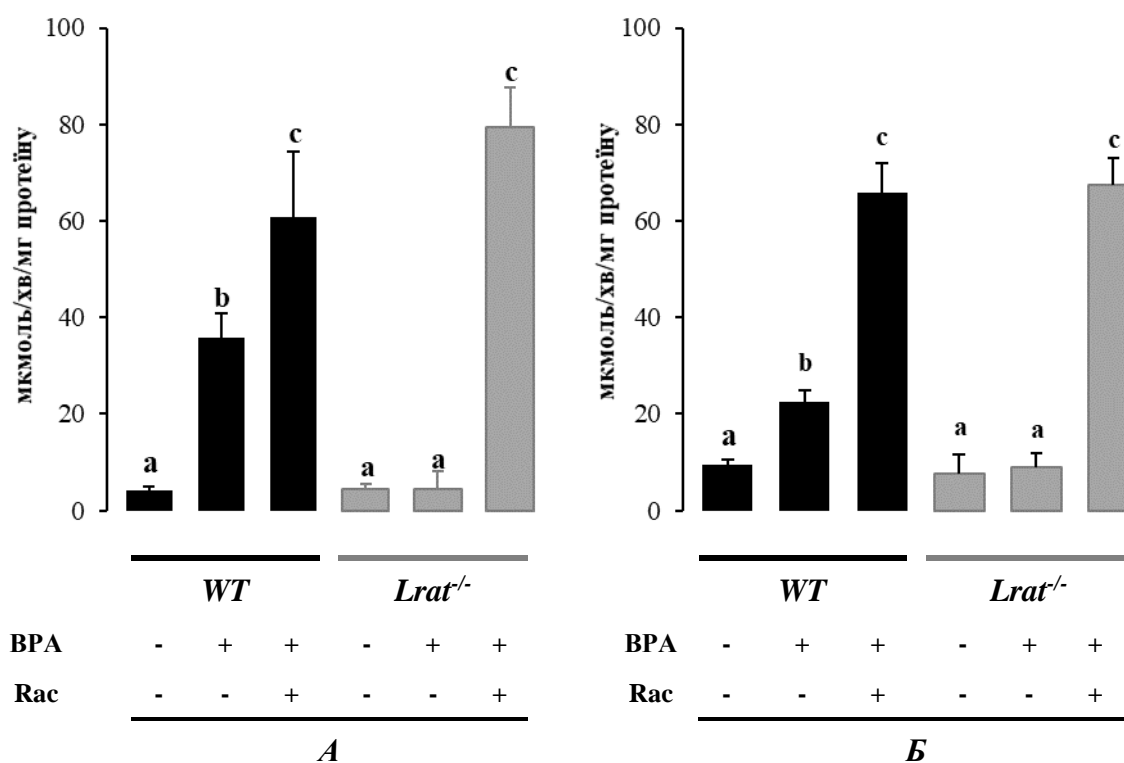 мкмоль/хв/мг протеїну
100
80
60
40
20
0
a
b
c
a
a
c
WT
Lrat-/-
BPA - + + - + +
Rac - - + - - +
А
мкмоль/хв/мг протеїну
100
80
60
40
20
0
a
b
c
a
a
c
WT
Lrat-/-
BPA - + + - + +
Rac - - + - - +
Б